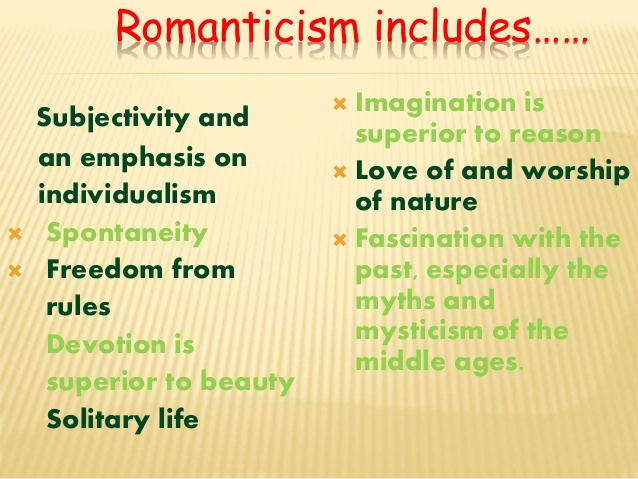 Romanticism includes……
Subjectivity and
an emphasis on
individualism
Spontaneity
Freedom from
rules
Devotion is
superior to beauty
Solitary life
Imagination is
superior to reason
Love of and worship
of nature
Fascination with the
past, especially the
myths and
mysticism of the
middle ages.